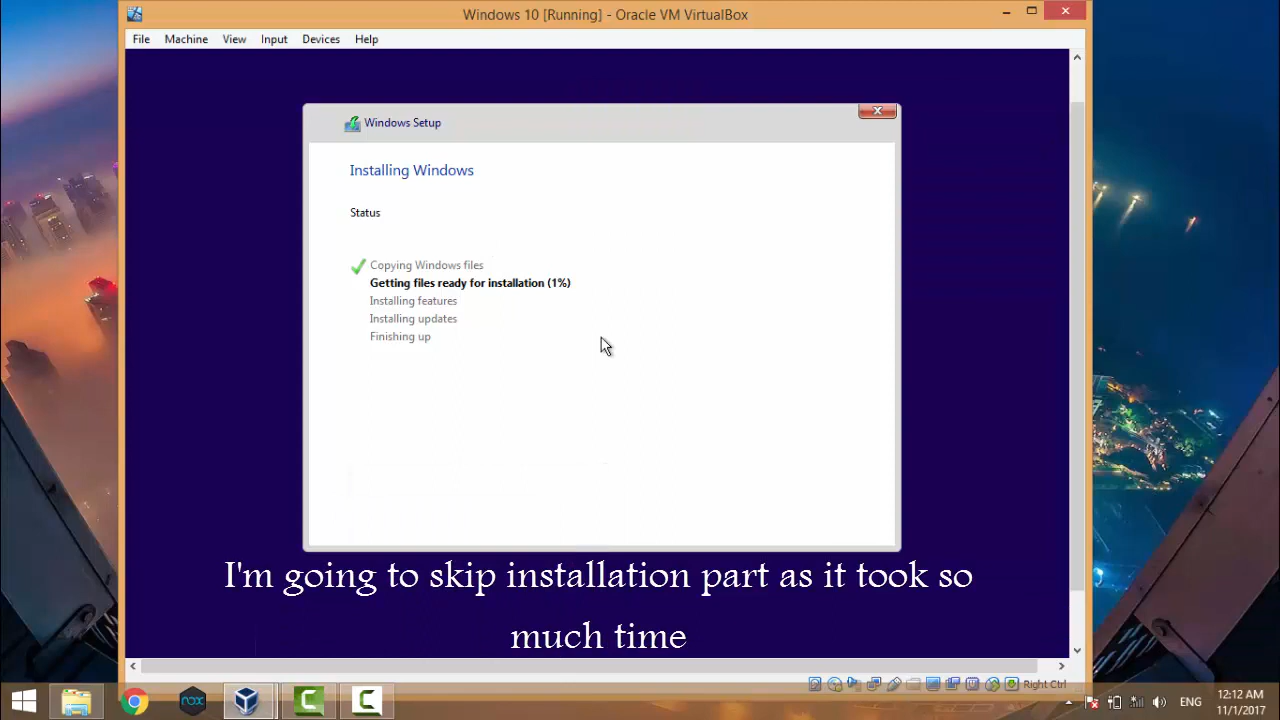 Windows 10 [Running] - Oracle VM VirtualBox
File Machine View Input Devices Help
Windows Setup
Installing Windows
Status
Copying Windows files
Getting files ready for installation (1%)
Installing features
Installing updates
Finishing up
I'm going to skip installation part as it took so
much time
Right Ctrl
nox
ENG
12:12 AM
11/1/2017